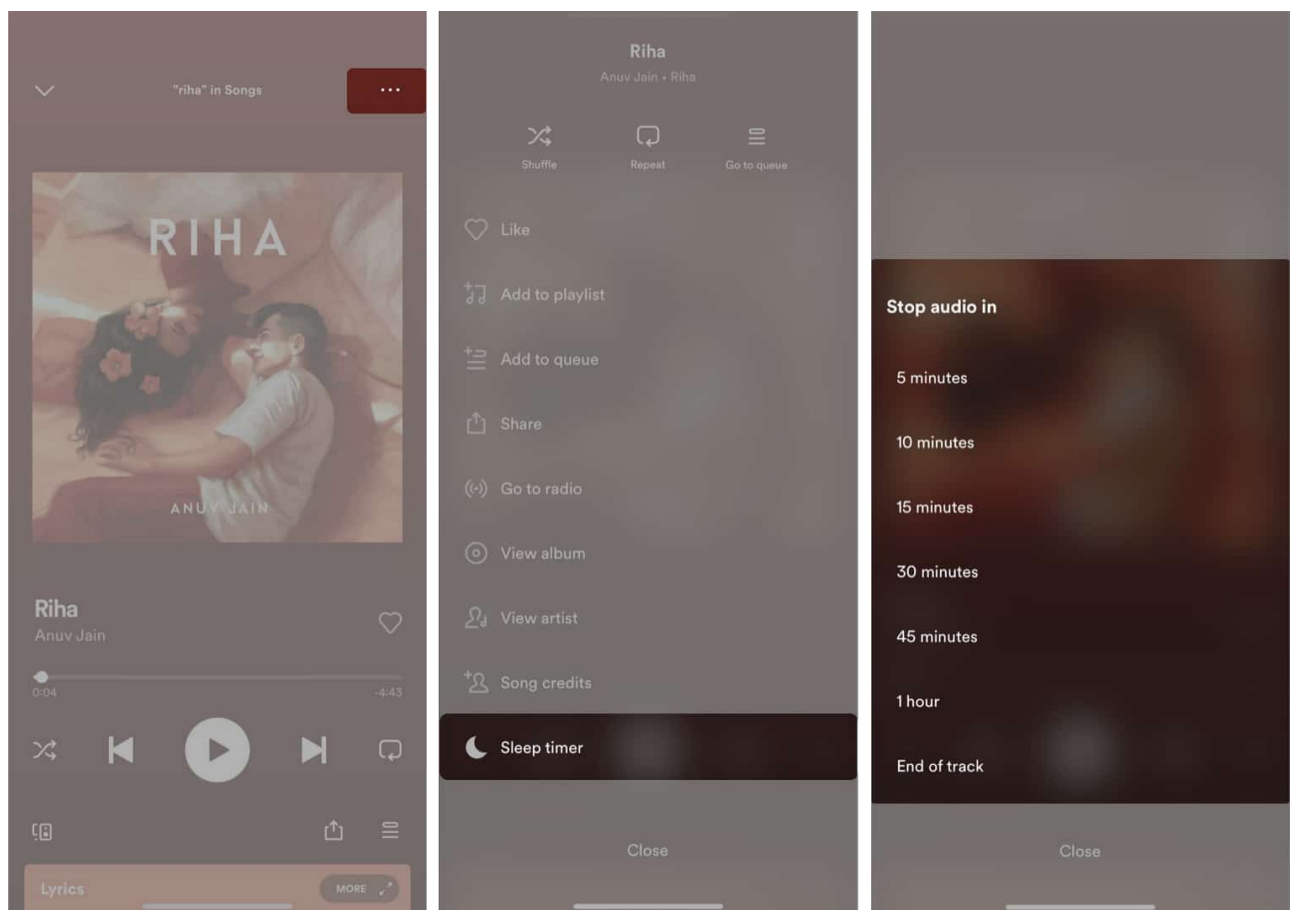 "riha" in Songs
RIHA
ANUV JAIN
Riha
Anuv Jain
0:04
-4:43
Lyrics
MORE
Riha
Anuv Jain • Riha
Shuffle
Repeat
Go to queue
Like
Add to playlist
Add to queue
Share
Go to radio
View album
View artist
Song credits
Sleep timer
Close
Stop audio in
5 minutes
10 minutes
15 minutes
30 minutes
45 minutes
1 hour
End of track
Close